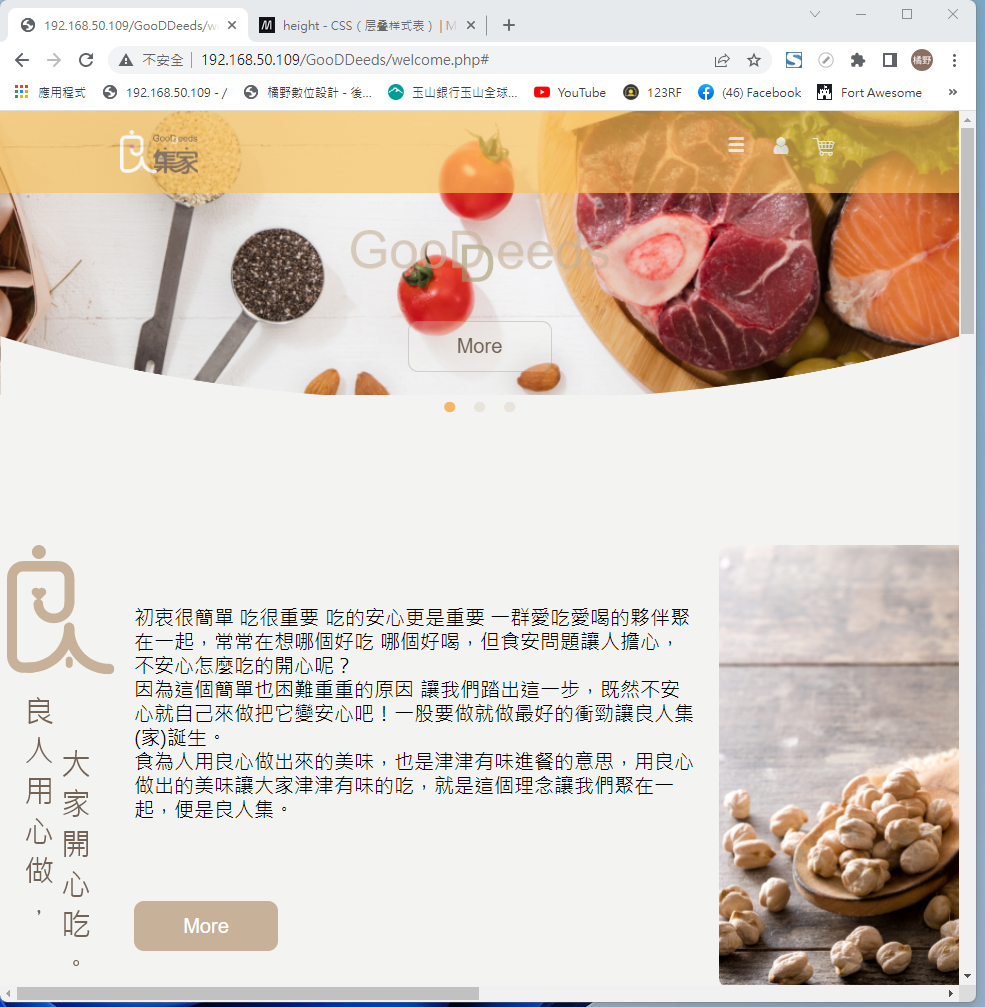 192.168.50.109/GooDDeeds/w
height - CSS（层叠样式表）| M
不安全
192.168.50.109/GooDDeeds/welcome.php#
橘野
應用程式
192.168.50.109 - /
橘野數位設計 - 後...
玉山銀行玉山全球...
YouTube
123RF
(46) Facebook
Fort Awesome
»
GooDeeds
良集家
GooDDeeds
More
初衷很簡單 吃很重要 吃的安心更是重要 一群愛吃愛喝的夥伴聚
在一起，常常在想哪個好吃 哪個好喝，但食安問題讓人擔心，
不安心怎麼吃的開心呢？
因為這個簡單也困難重重的原因 讓我們踏出這一步，既然不安
心就自己來做把它變安心吧！一股要做就做最好的衝勁讓良人集
(家)誕生。
食為人用良心做出來的美味，也是津津有味進餐的意思，用良心
做出的美味讓大家津津有味的吃，就是這個理念讓我們聚在一
起，便是良人集。
良
良人用心做，
大家開心吃。
More